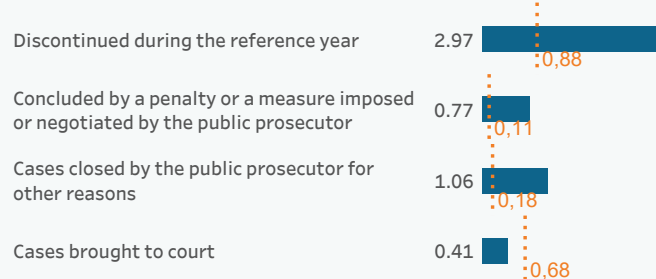 Discontinued during the reference year 2.97
0,88
Concluded by a penalty or a measure imposed
or negotiated by the public prosecutor 0.77
0,11
Cases closed by the public prosecutor for
other reasons 1.06
0,18
Cases brought to court 0.41
0,68